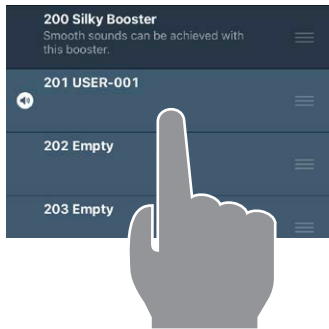 200 Silky Booster
Smooth sounds can be achieved with
this booster.
201 USER-001
202 Empty
203 Empty